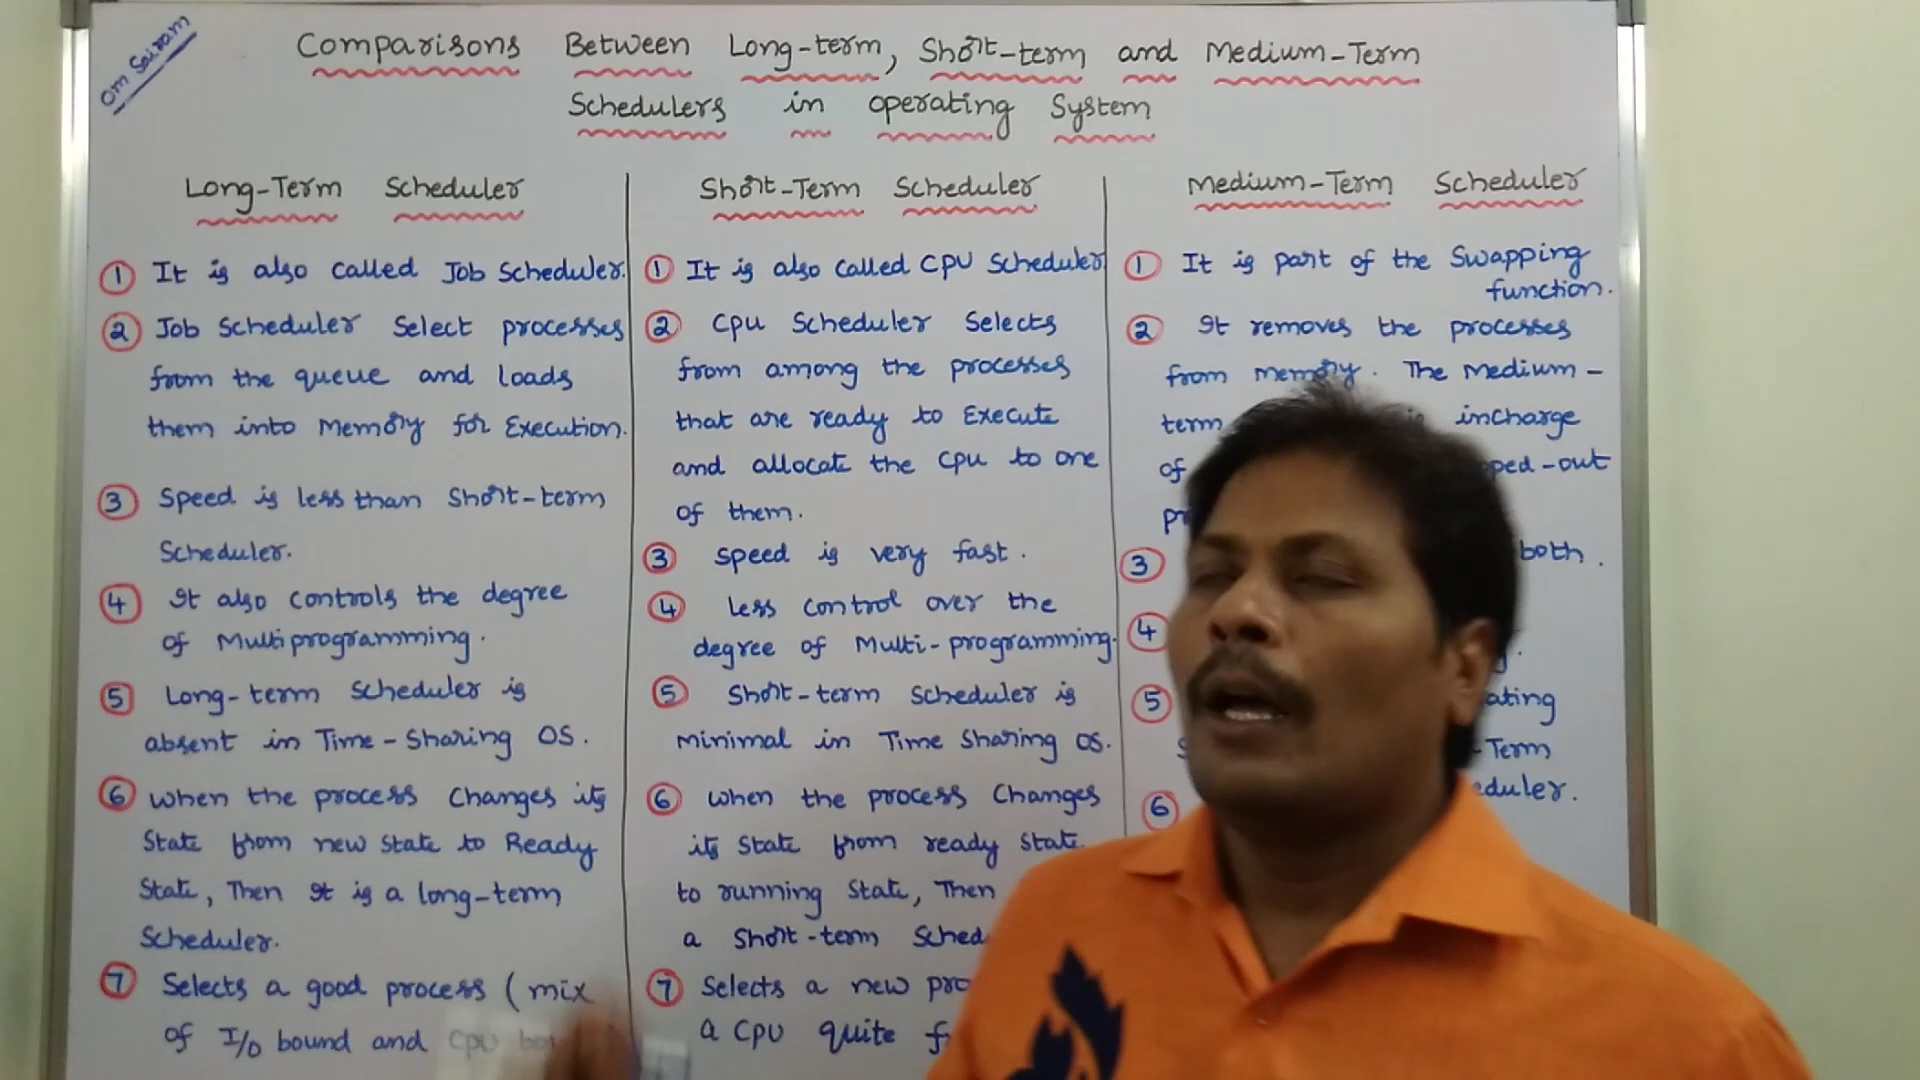 Om Sairam
Comparisons Between Long-term, Short-term and Medium-Term
Schedulers in operating System
Long-Term Scheduler
① It is also called Job Scheduler.
② Job Scheduler Select processes
from the queue and loads
them into Memory for Execution.
③ Speed is less than Short-term
Scheduler.
④ It also controls the degree
of Multiprogramming.
⑤ Long-term Scheduler is
absent in Time-Sharing OS.
⑥ when the process Changes its
State from new state to Ready
State, Then It is a long-term
Scheduler.
⑦ Selects a good process (mix
of I/O bound and CPU
Short-Term Scheduler
① It is also called CPU Scheduler
② Cpu Scheduler Selects
from among the processes
that are ready to Execute
and allocate the cpu to one
of them.
③ Speed is very fast.
④ less control over the
degree of Multi-programming.
⑤ Short-term Scheduler is
minimal in Time Sharing OS.
⑥ when the process Changes
its State from ready State
to running State, Then
a Short-term
⑦ Selects a new
a CPU quite
Medium-Term Scheduler
① It is part of the Swapping
function.
② It removes the processes
from memory. The Medium-
term incharge
of -out
③ both.
④
⑤
Term
⑥